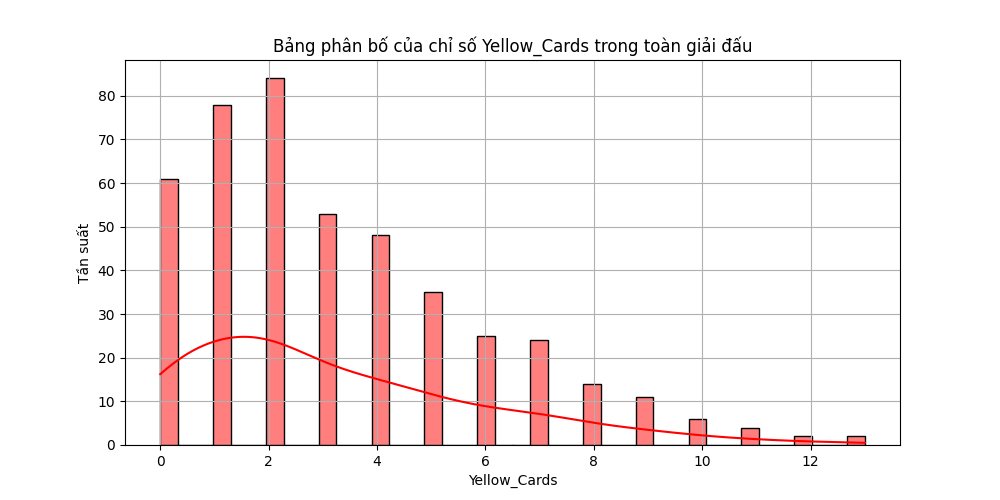 Bảng phân bố của chỉ số Yellow_Cards trong toàn giải đấu
Tần suất
80
70
60
50
40
30
20
10
0
0 2 4 6 8 10 12
Yellow_Cards